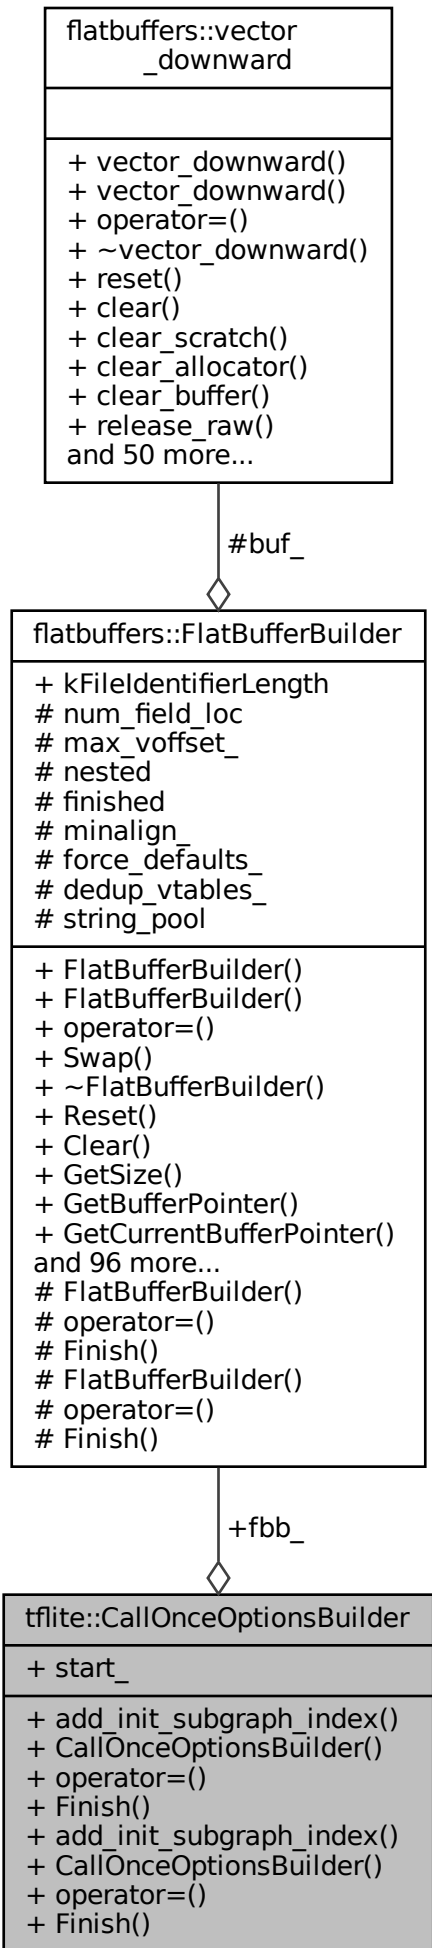 flatbuffers::vector
_downward
+ vector_downward()
+ vector_downward()
+ operator=()
+ ~vector_downward()
+ reset()
+ clear()
+ clear_scratch()
+ clear_allocator()
+ clear_buffer()
+ release_raw()
and 50 more...
#buf_
flatbuffers::FlatBufferBuilder
+ kFileIdentifierLength
# num_field_loc
# max_voffset_
# nested
# finished
# minalign_
# force_defaults_
# dedup_vtables_
# string_pool
+ FlatBufferBuilder()
+ FlatBufferBuilder()
+ operator=()
+ Swap()
+ ~FlatBufferBuilder()
+ Reset()
+ Clear()
+ GetSize()
+ GetBufferPointer()
+ GetCurrentBufferPointer()
and 96 more...
# FlatBufferBuilder()
# operator=()
# Finish()
# FlatBufferBuilder()
# operator=()
# Finish()
+fbb_
tflite::CallOnceOptionsBuilder
+ start_
+ add_init_subgraph_index()
+ CallOnceOptionsBuilder()
+ operator=()
+ Finish()
+ add_init_subgraph_index()
+ CallOnceOptionsBuilder()
+ operator=()
+ Finish()